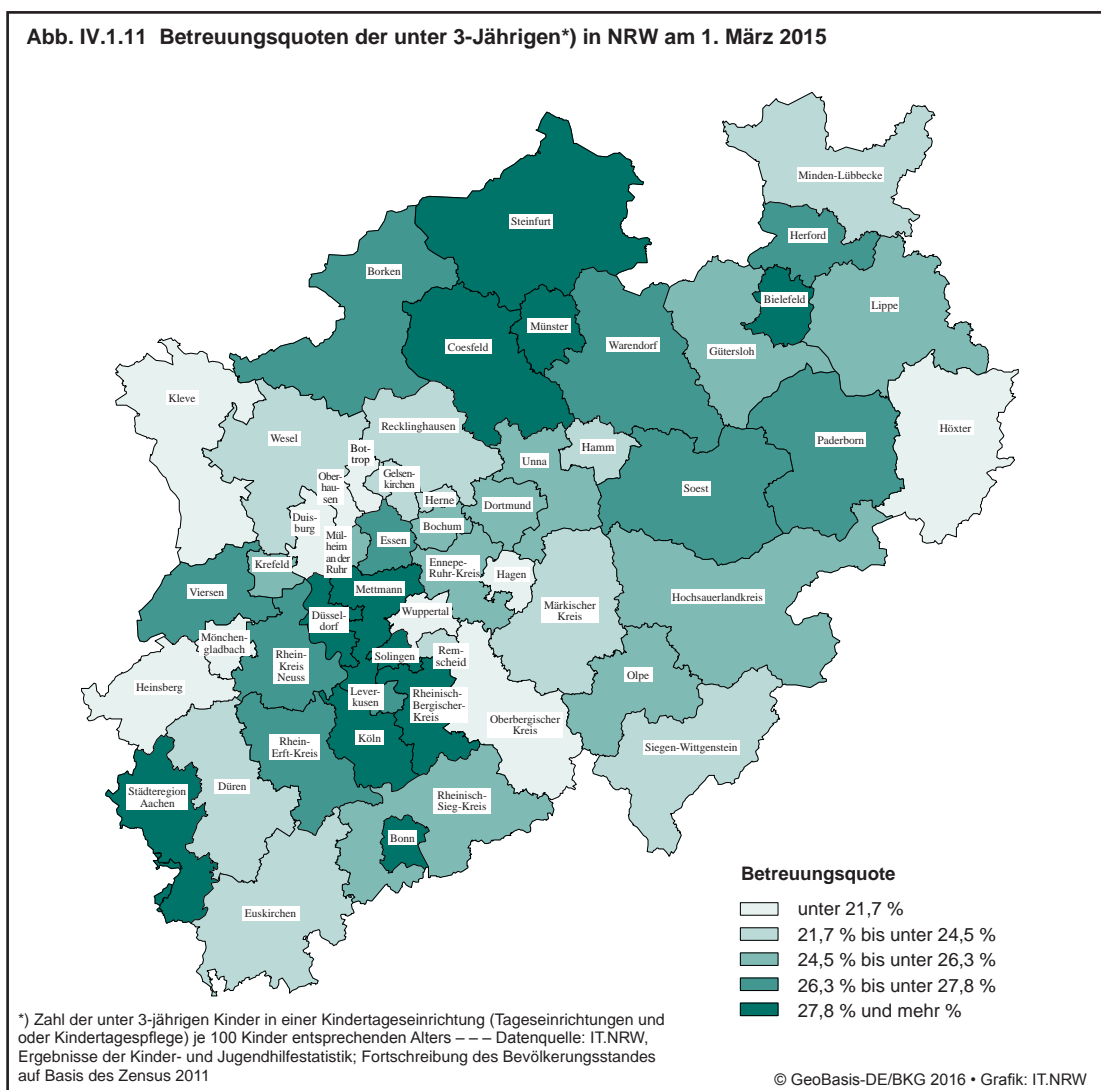 Abb. IV.1.11 Betreuungsquoten der unter 3-Jährigen*) in NRW am 1. März 2015
Minden-Lübbecke
Steinfurt
Herford
Borken
Bielefeld
Lippe
Münster
Coesfeld
Warendorf
Gütersloh
Kleve
Höxter
Recklinghausen
Wesel
Paderborn
Bot-
trop
Hamm
Unna
Gelsen-
kirchen
Ober-
hau-
sen
Soest
Herne
Dortmund
Duis-
burg
Bochum
Mülheim
an der
Ruhr
Essen
Ennepe-
Ruhr-Kreis
Krefeld
Hagen
Viersen
Mettmann
Hochsauerlandkreis
Märkischer
Kreis
Wuppertal
Düssel-
dorf
Mönchen-
gladbach
Solingen
Rem-
scheid
Rhein-
Kreis
Neuss
Olpe
Heinsberg
Lever-
kusen
Rheinisch-
Bergischer-
Kreis
Oberbergischer
Kreis
Köln
Rhein-
Erft-Kreis
Siegen-Wittgenstein
Düren
Städteregion
Aachen
Rheinisch-
Sieg-Kreis
Bonn
Euskirchen
Betreuungsquote
unter 21,7 %
21,7 % bis unter 24,5 %
24,5 % bis unter 26,3 %
26,3 % bis unter 27,8 %
27,8 % und mehr %
*) Zahl der unter 3-jährigen Kinder in einer Kindertageseinrichtung (Tageseinrichtungen und
oder Kindertagespflege) je 100 Kinder entsprechenden Alters – – – Datenquelle: IT.NRW,
Ergebnisse der Kinder- und Jugendhilfestatistik; Fortschreibung des Bevölkerungsstandes
auf Basis des Zensus 2011
© GeoBasis-DE/BKG 2016 • Grafik: IT.NRW